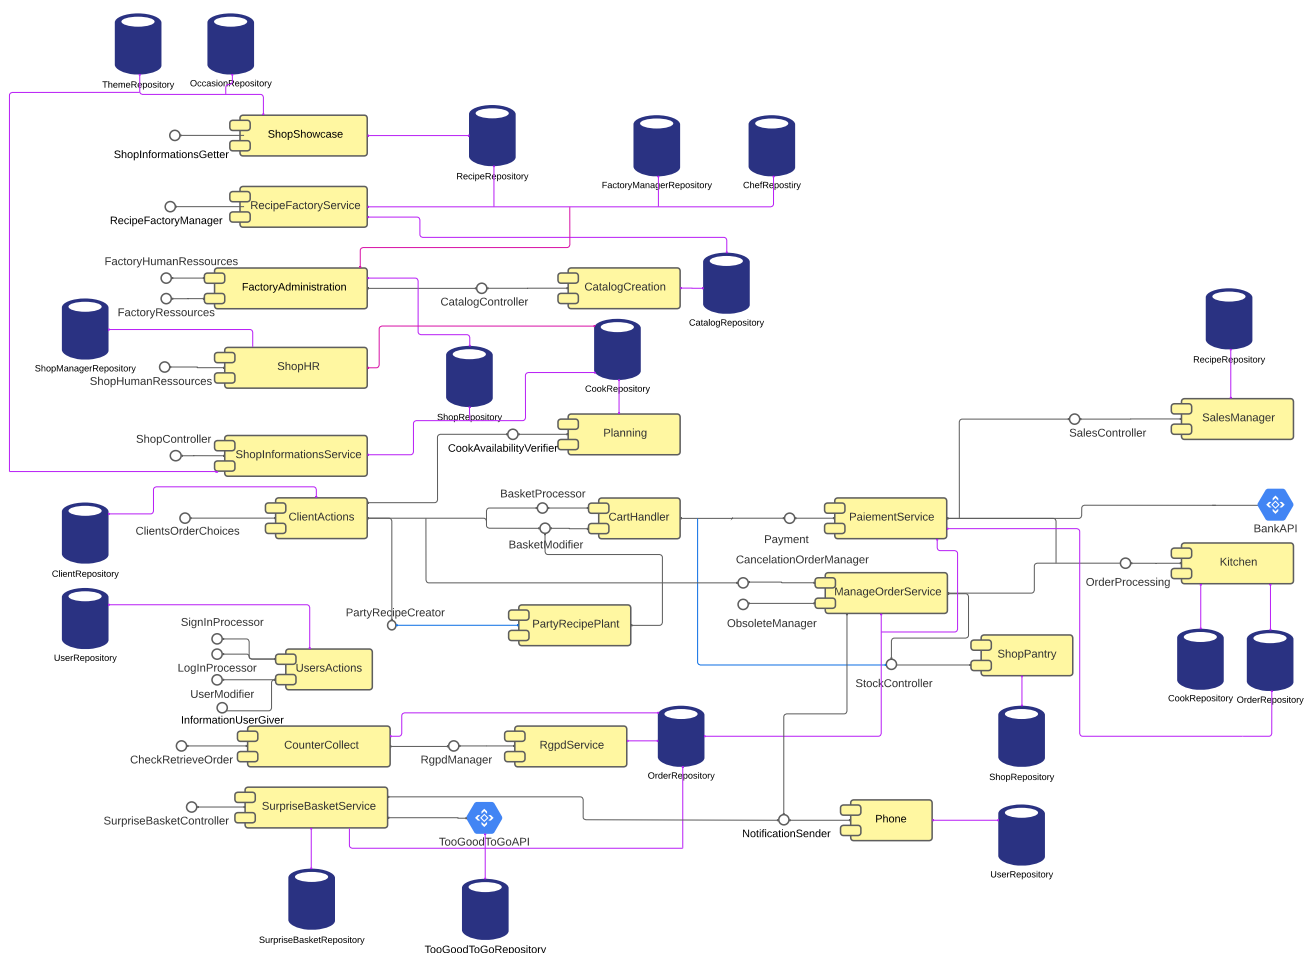 ThemeRepository
OccasionRepository
ShopShowcase
ShopInformationsGetter
RecipeRepository
FactoryManagerRepository
ChefRepostiry
RecipeFactoryService
RecipeFactoryManager
FactoryHumanRessources
FactoryAdministration
FactoryRessources
CatalogController
CatalogCreation
CatalogRepository
ShopManagerRepository
ShopHR
ShopHumanRessources
ShopRepository
CookRepository
RecipeRepository
SalesManager
SalesController
Planning
CookAvailabilityVerifier
ShopController
ShopInformationsService
ClientActions
ClientsOrderChoices
ClientRepository
BasketProcessor
BasketModifier
CartHandler
Payment
PaiementService
BankAPI
CancelationOrderManager
ManageOrderService
ObsoleteManager
OrderProcessing
Kitchen
PartyRecipeCreator
PartyRecipePlant
UserRepository
SignInProcessor
LogInProcessor
UsersActions
UserModifier
InformationUserGiver
StockController
ShopPantry
CookRepository
OrderRepository
CounterCollect
CheckRetrieveOrder
RgpdManager
RgpdService
OrderRepository
ShopRepository
SurpriseBasketService
SurpriseBasketController
TooGoodToGoAPI
NotificationSender
Phone
UserRepository
SurpriseBasketRepository
TooGoodToGoRepository